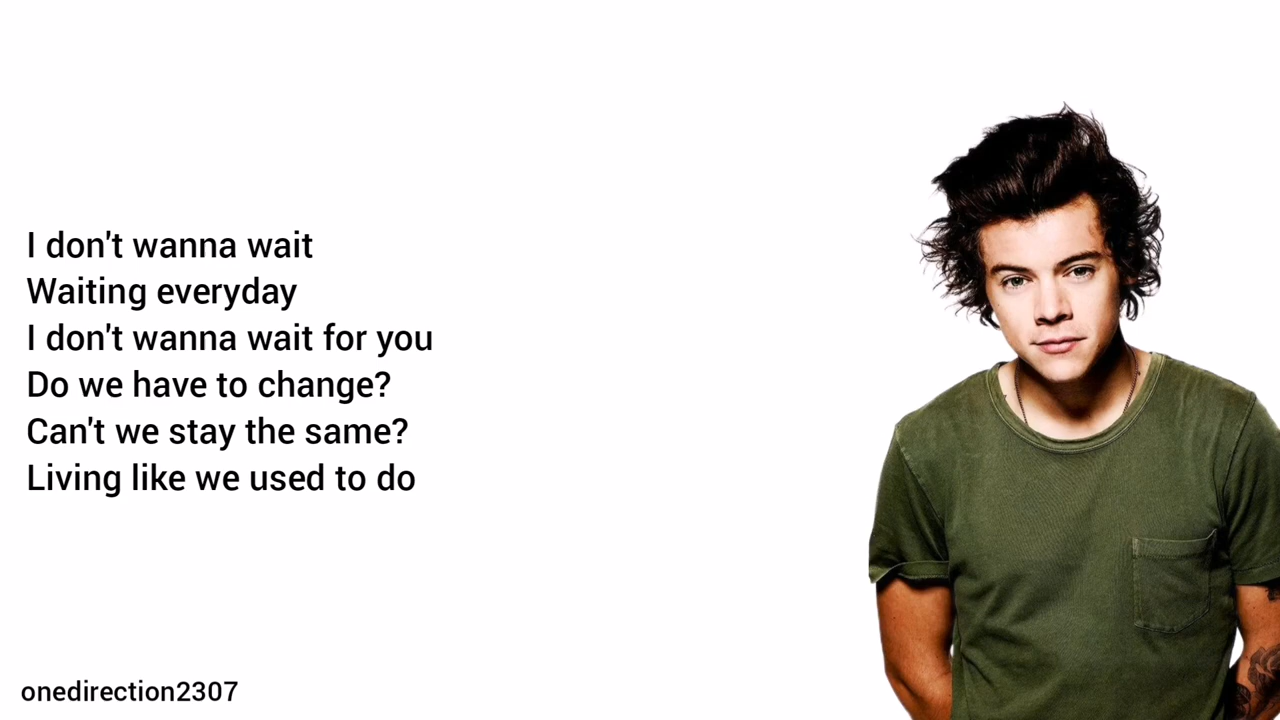 I don't wanna wait
Waiting everyday
I don't wanna wait for you
Do we have to change?
Can't we stay the same?
Living like we used to do
onedirection2307